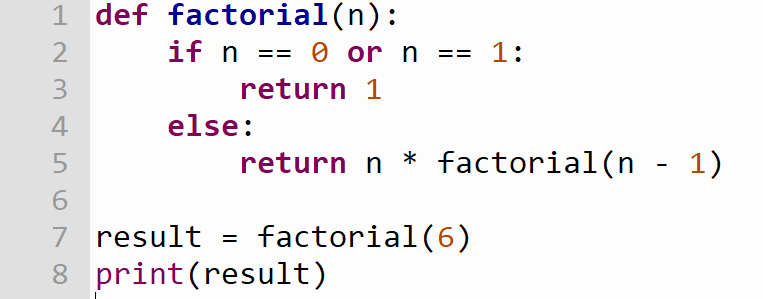 1 def factorial(n):
2     if n == 0 or n == 1:
3         return 1
4     else:
5         return n * factorial(n - 1)
6
7 result = factorial(6)
8 print(result)